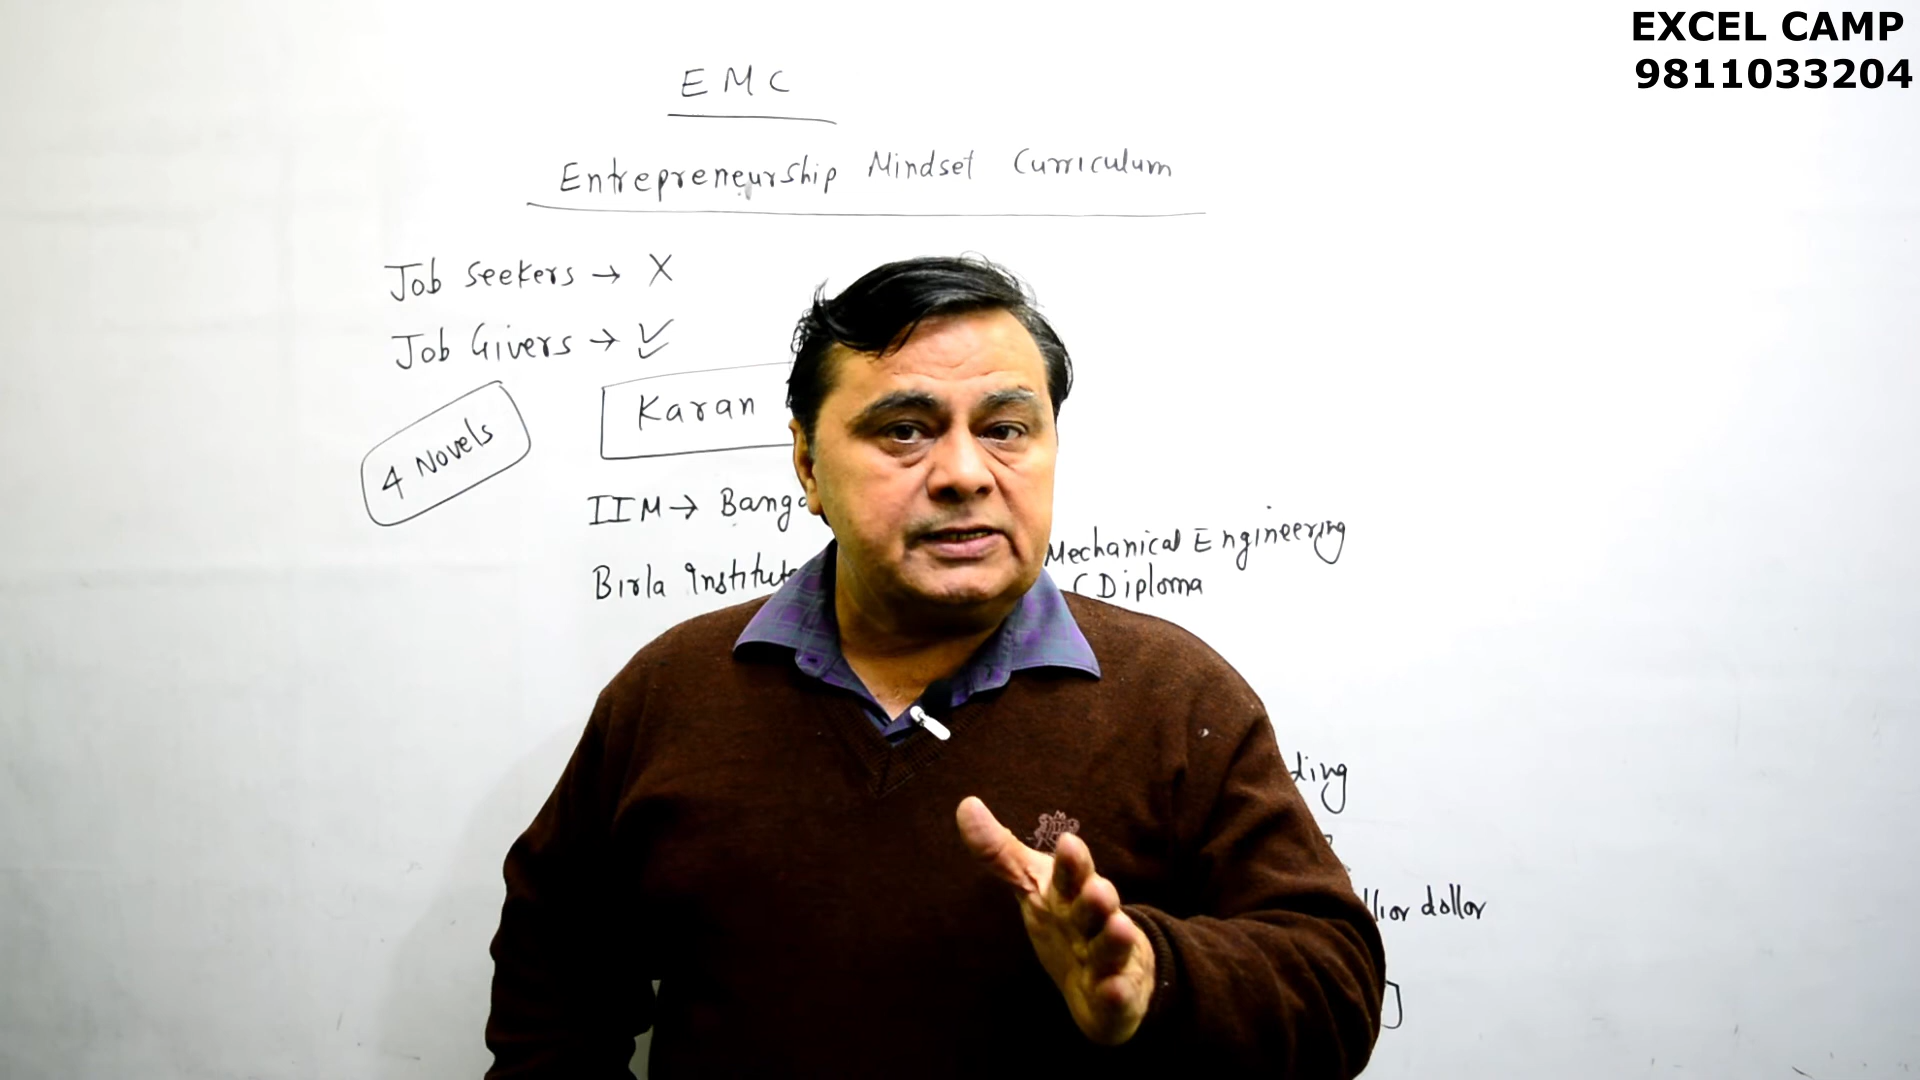 EXCEL CAMP
9811033204
E M C
Entrepreneurship Mindset Curriculum
Job Seekers → X
Job Givers → ✓
Karan
4 Novels
IIM →
Mechanical Engineering
Birla Institute
(Diploma
dollar